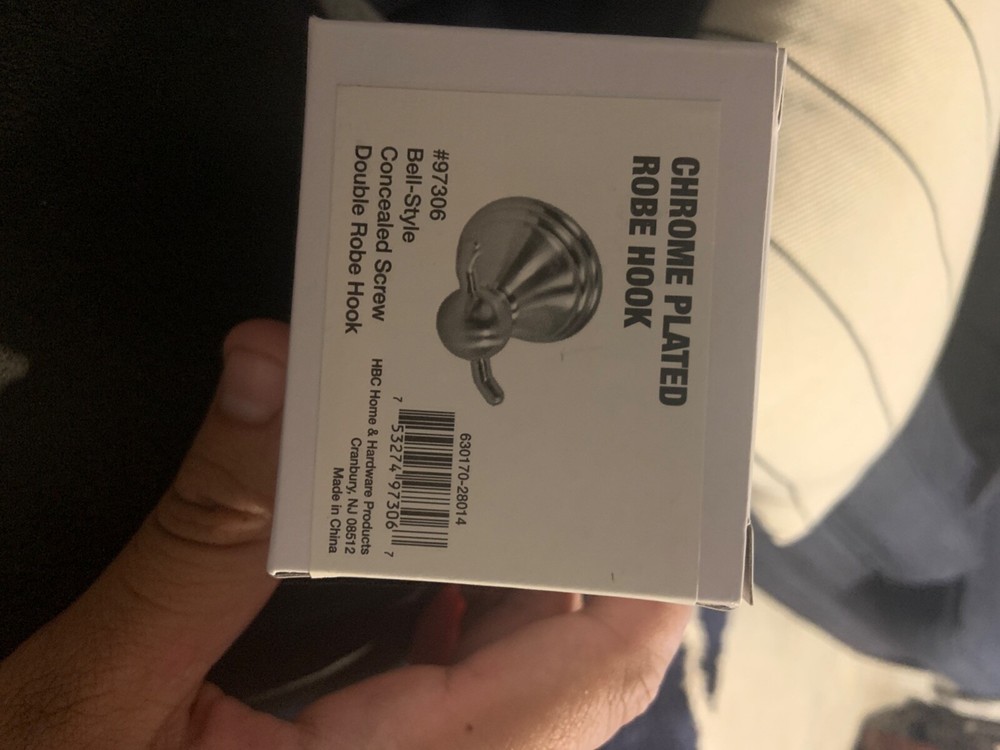 CHROME PLATED
ROBE HOOK
#97306
Bell-Style
Concealed Screw
Double Robe Hook
630170-28014
7 53274 97306 7
HBC Home & Hardware Products
Cranbury, NJ 08512
Made in China